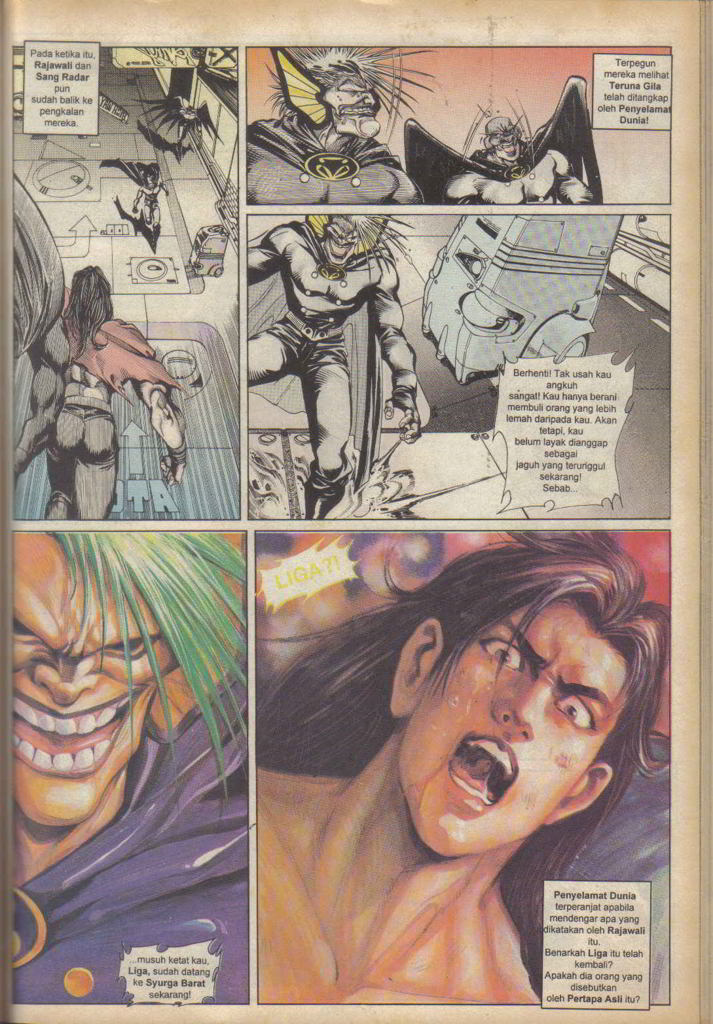 Pada ketika itu,
Rajawali dan
Sang Radar
pun
sudah balik ke
pengkalan
mereka.
Terpegun
mereka melihat
Teruna Gila
telah ditangkap
oleh Penyelamat
Dunia!
Berhenti! Tak usah kau
angkuh
sangat! Kau hanya berani
membuli orang yang lebih
lemah daripada kau. Akan
tetapi, kau
belum layak dianggap
sebagai
jaguh yang teruriggul
sekarang!
Sebab...
...musuh ketat kau,
Liga, sudah datang
ke Syurga Barat
sekarang!
LIGA?!
Penyelamat Dunia
terperanjat apabila
mendengar apa yang
dikatakan oleh Rajawali
itu.
Benarkah Liga itu telah
kembali?
Apakah dia orang yang
disebutkan
oleh Pertapa Asli itu?